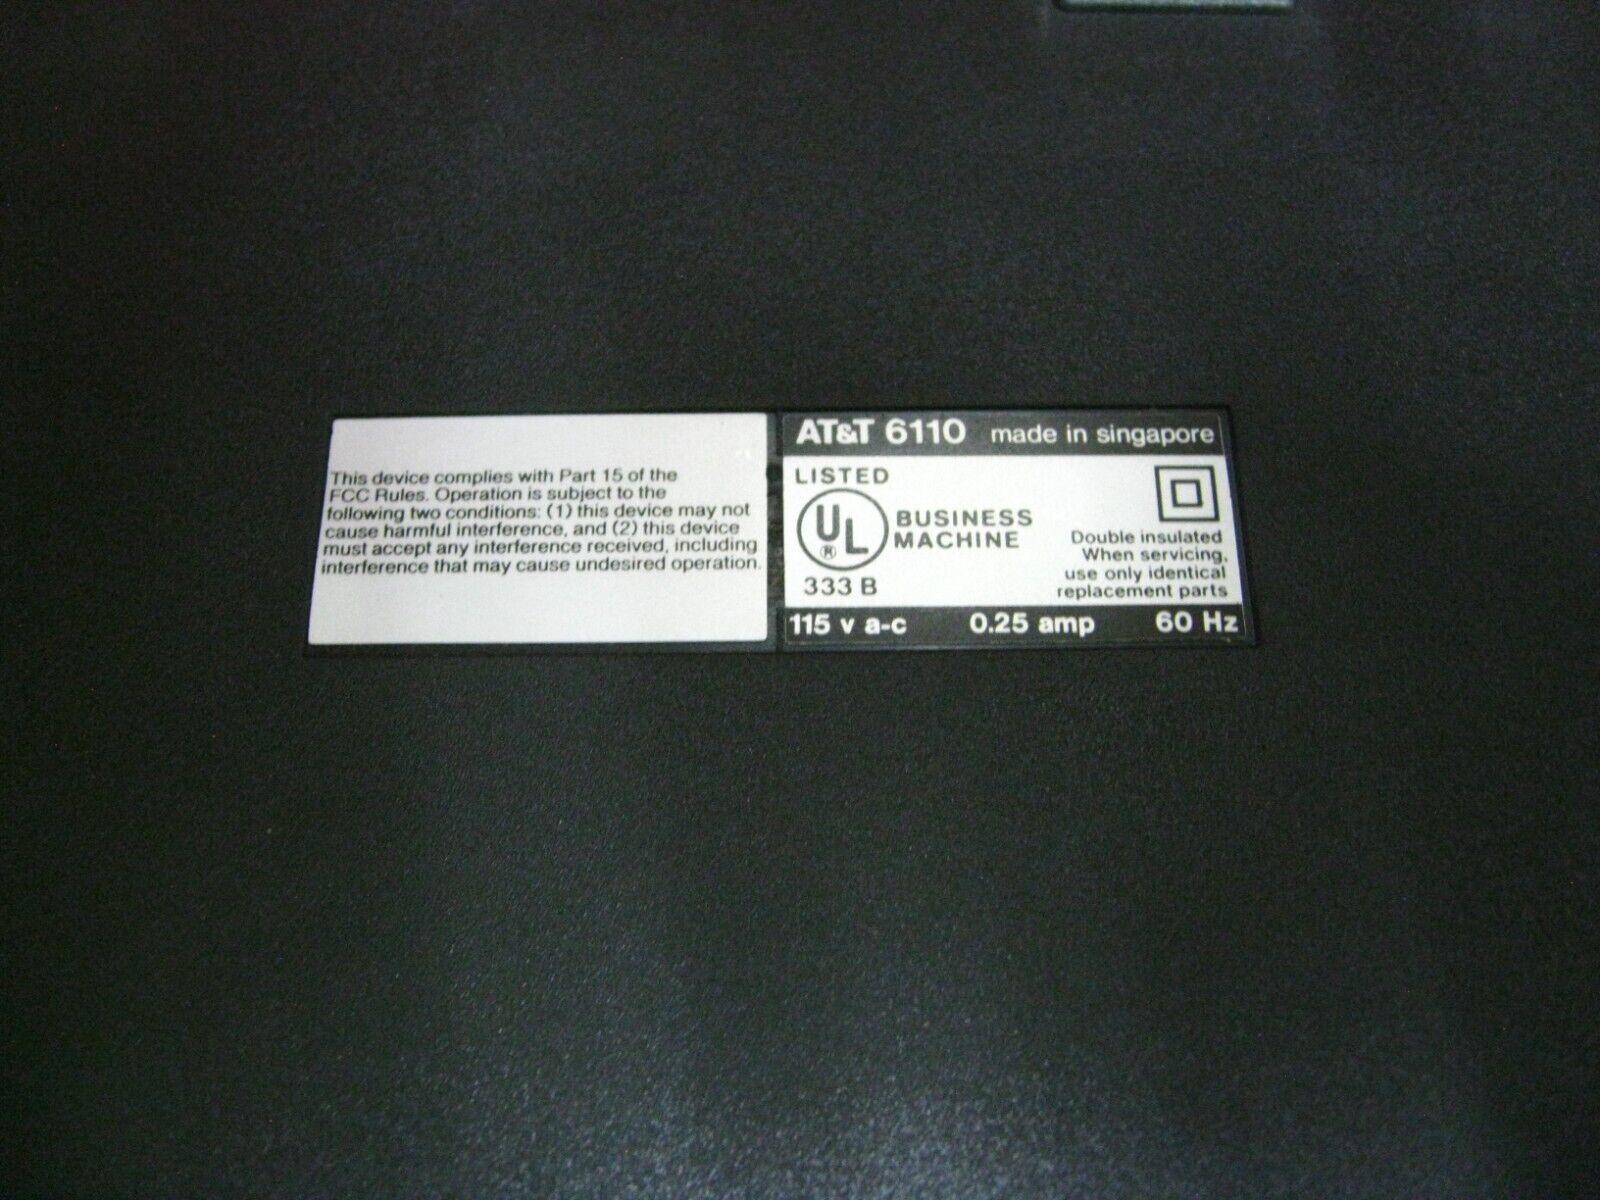 This device complies with Part 15 of the
FCC Rules. Operation is subject to the
following two conditions: (1) this device may not
cause harmful interference, and (2) this device
must accept any interference received, including
interference that may cause undesired operation.
AT&T 6110 made in singapore
LISTED
UL
®
BUSINESS
MACHINE
333 B
Double insulated
When servicing,
use only identical
replacement parts
115 v a-c 0.25 amp 60 Hz